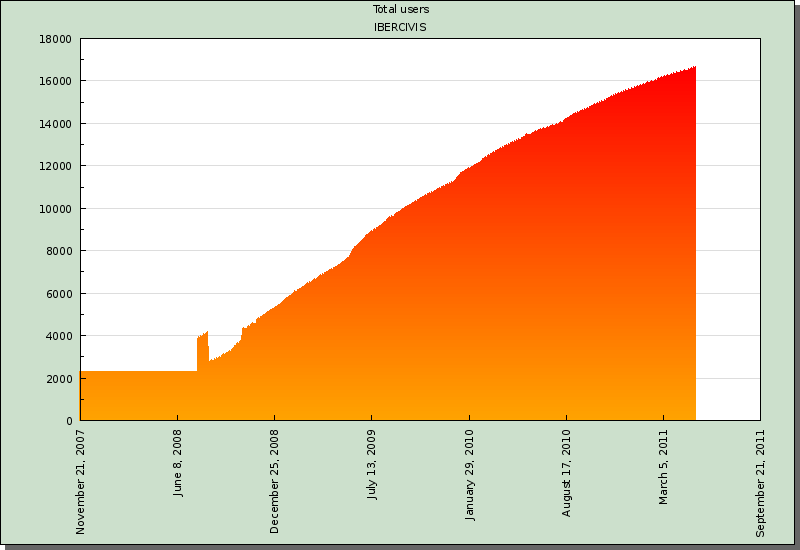 Total users
IBERCIVIS
18000
16000
14000
12000
10000
8000
6000
4000
2000
0
November 21, 2007
June 8, 2008
December 25, 2008
July 13, 2009
January 29, 2010
August 17, 2010
March 5, 2011
September 21, 2011